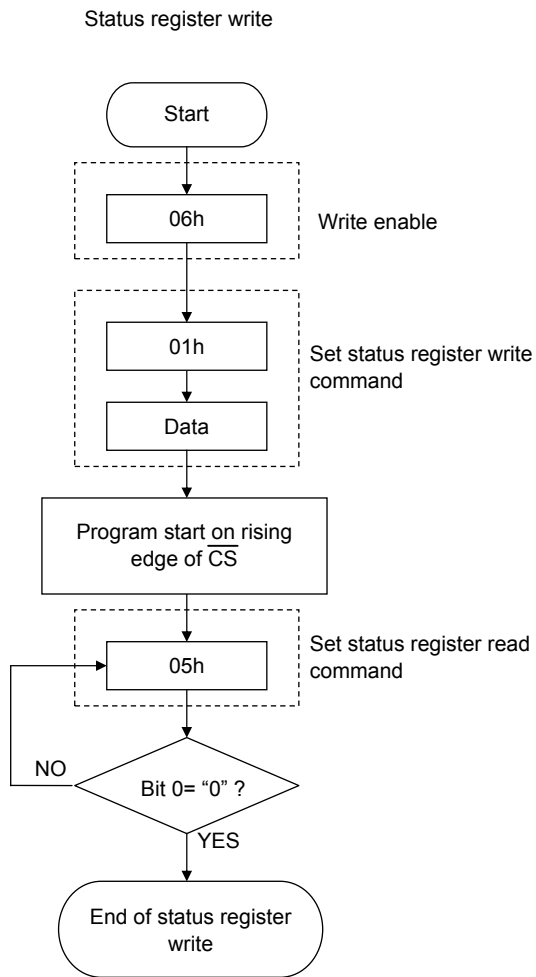 Status register write
Start
06h
Write enable
01h
Set status register write
command
Data
Program start on rising
edge of C̅S̅
Set status register read
command
05h
NO
Bit 0= “0” ?
YES
End of status register
write